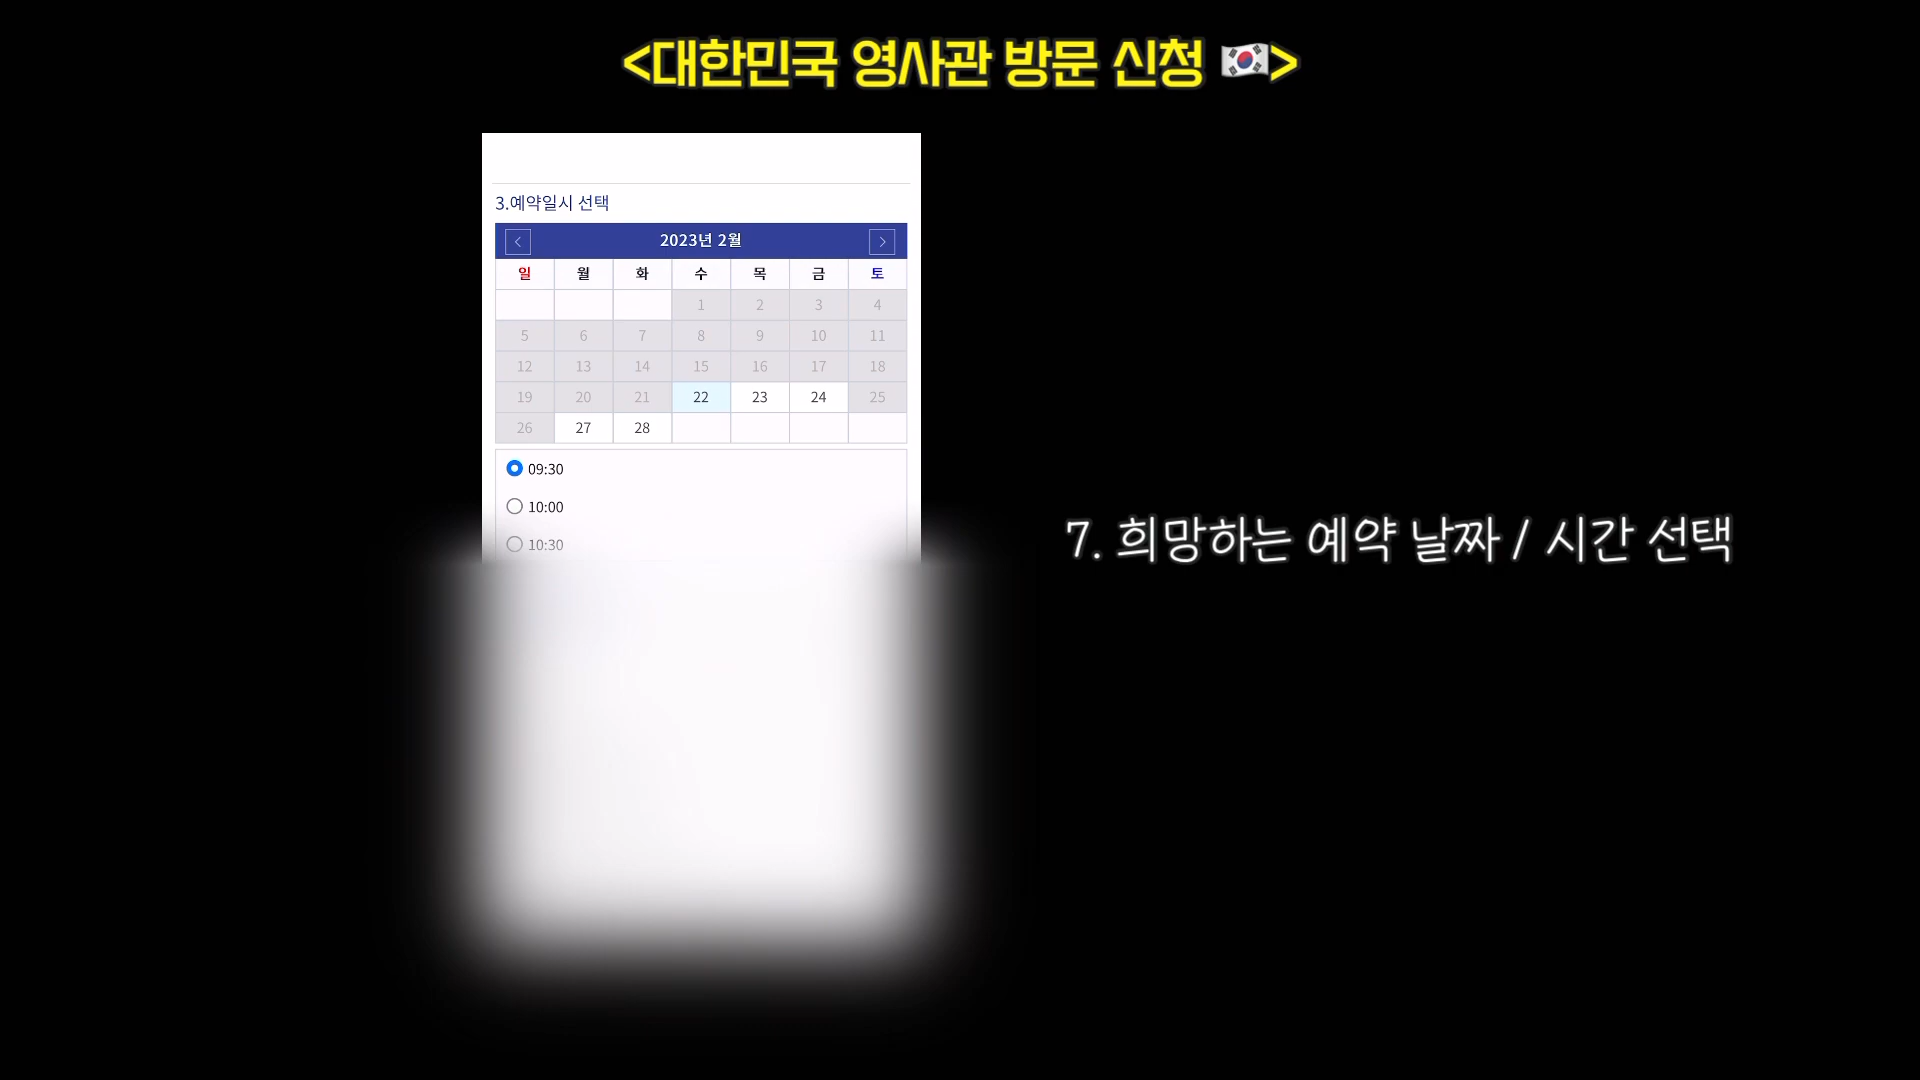 <대한민국 영사관 방문 신청 🇰🇷>
3.예약일시 선택
2023년 2월
일 월 화 수 목 금 토
1 2 3 4
5 6 7 8 9 10 11
12 13 14 15 16 17 18
19 20 21 22 23 24 25
26 27 28
09:30
10:00
10:30
7. 희망하는 예약 날짜 / 시간 선택